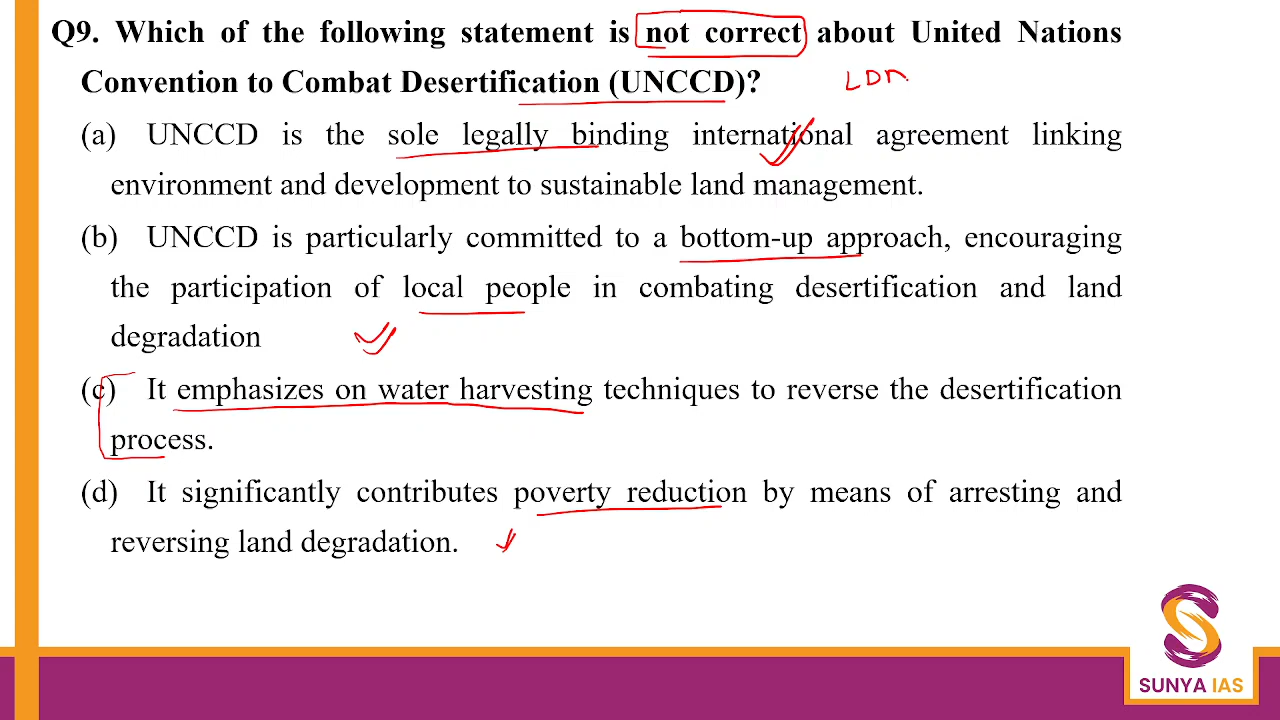 Q9. Which of the following statement is not correct about United Nations
Convention to Combat Desertification (UNCCD)?
LDN
(a) UNCCD is the sole legally binding international agreement linking
environment and development to sustainable land management.
(b) UNCCD is particularly committed to a bottom-up approach, encouraging
the participation of local people in combating desertification and land
degradation
(c) It emphasizes on water harvesting techniques to reverse the desertification
process.
(d) It significantly contributes poverty reduction by means of arresting and
reversing land degradation.
SUNYA IAS